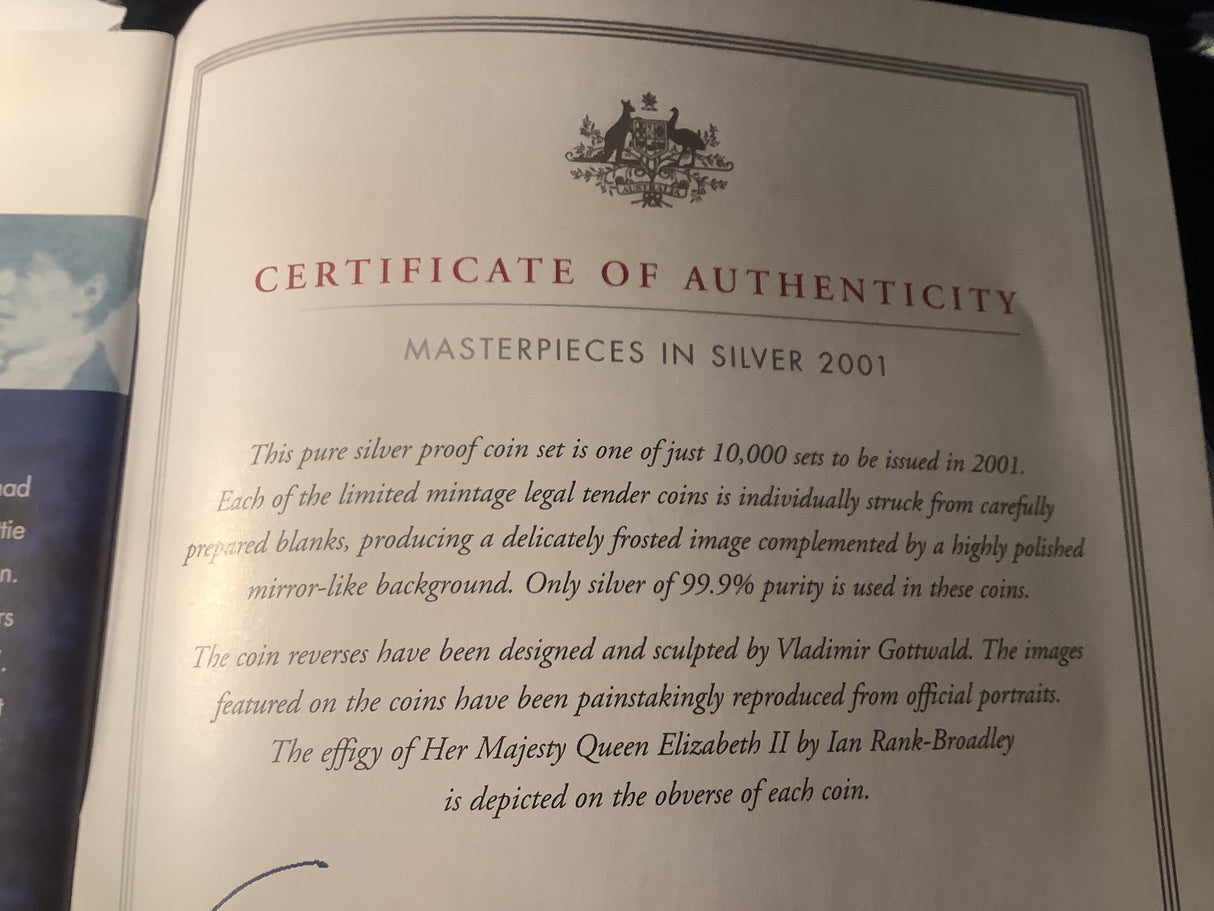 AUSTRALIA
CERTIFICATE OF AUTHENTICITY
MASTERPIECES IN SILVER 2001
This pure silver proof coin set is one of just 10,000 sets to be issued in 2001.
Each of the limited mintage legal tender coins is individually struck from carefully
prepared blanks, producing a delicately frosted image complemented by a highly polished
mirror-like background. Only silver of 99.9% purity is used in these coins.
The coin reverses have been designed and sculpted by Vladimir Gottwald. The images
featured on the coins have been painstakingly reproduced from official portraits.
The effigy of Her Majesty Queen Elizabeth II by Ian Rank-Broadley
is depicted on the obverse of each coin.